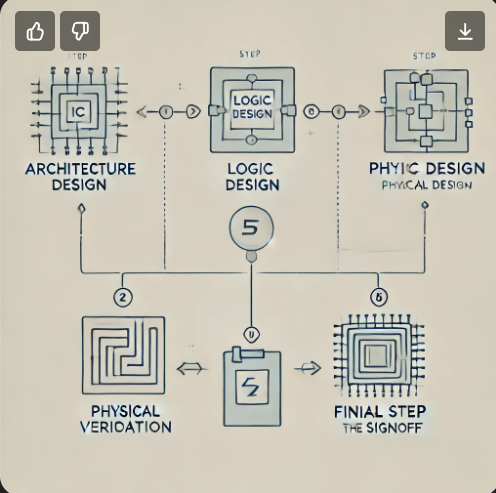 STEP
STEP
STEP
IC
LOGIC
DESIGN
ARCHITECTURE
DESIGN
LOGIC
DESIGN
PHYIC DESIGN
PHYICAL DESIGN
5
2
PHYSICAL
VERIDATION
FINIAL STEP
THE SIGNOFF